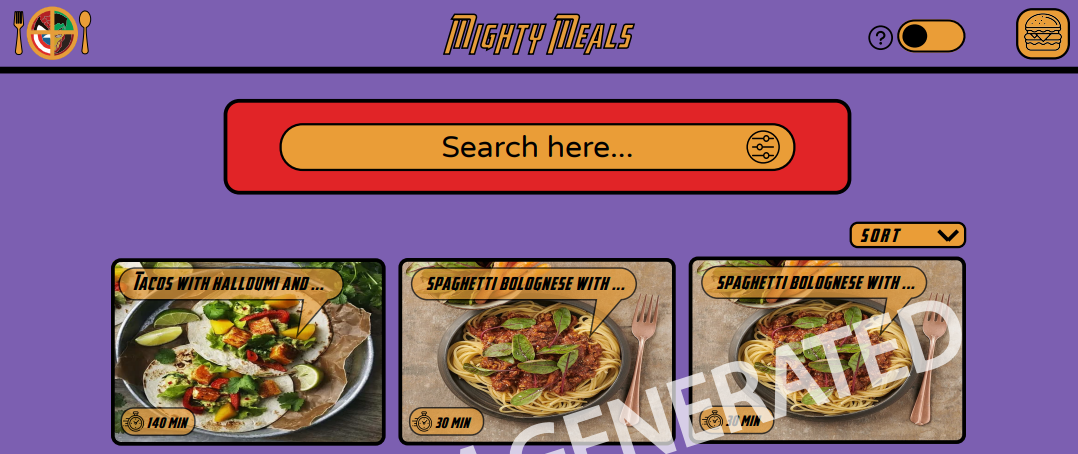 Mighty Meals
?
Search here...
SORT
TACOS WITH HALLOUMI AND ...
SPAGHETTI BOLOGNESE WITH ...
SPAGHETTI BOLOGNESE WITH ...
140 MIN
30 MIN
30 MIN
GENERATED